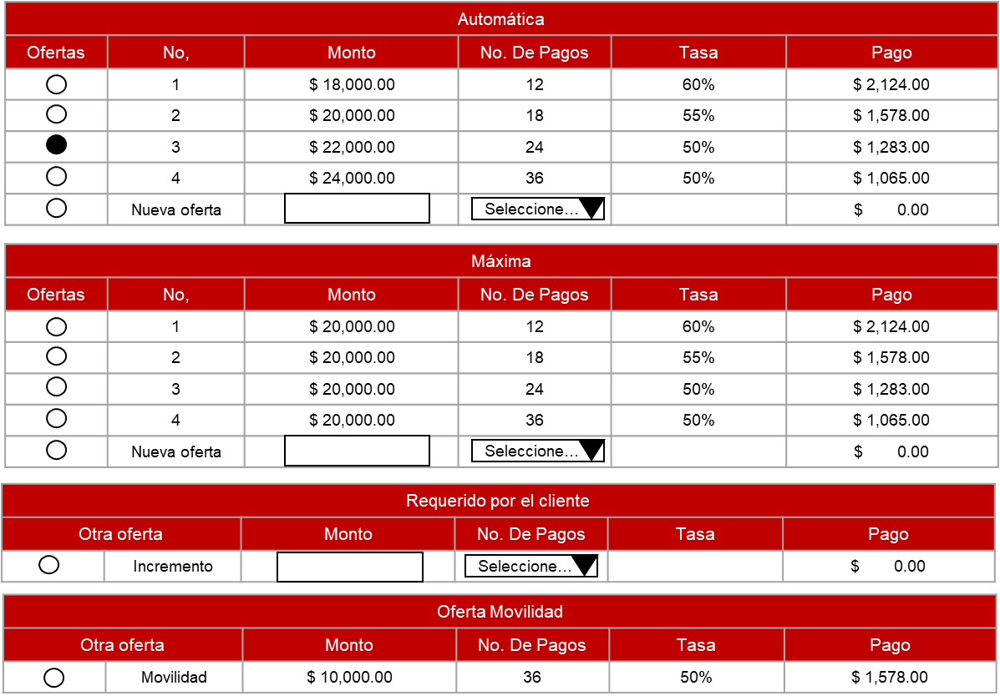 Automática
Ofertas No, Monto No. De Pagos Tasa Pago
1 $ 18,000.00 12 60% $ 2,124.00
2 $ 20,000.00 18 55% $ 1,578.00
3 $ 22,000.00 24 50% $ 1,283.00
4 $ 24,000.00 36 50% $ 1,065.00
Nueva oferta Seleccione... $ 0.00
Máxima
Ofertas No, Monto No. De Pagos Tasa Pago
1 $ 20,000.00 12 60% $ 2,124.00
2 $ 20,000.00 18 55% $ 1,578.00
3 $ 20,000.00 24 50% $ 1,283.00
4 $ 20,000.00 36 50% $ 1,065.00
Nueva oferta Seleccione... $ 0.00
Requerido por el cliente
Otra oferta Monto No. De Pagos Tasa Pago
Incremento Seleccione... $ 0.00
Oferta Movilidad
Otra oferta Monto No. De Pagos Tasa Pago
Movilidad $ 10,000.00 36 50% $ 1,578.00